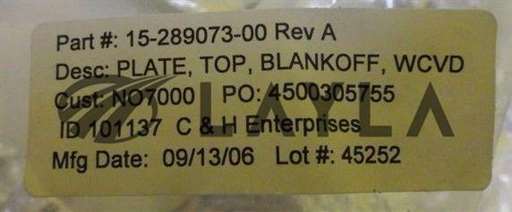 Part #: 15-289073-00 Rev A
Desc: PLATE, TOP, BLANKOFF, WCVD
Cust: NO7000 PO: 4500305755
ID 101137 C & H Enterprises
Mfg Date: 09/13/06 Lot #: 45252
LAYLA